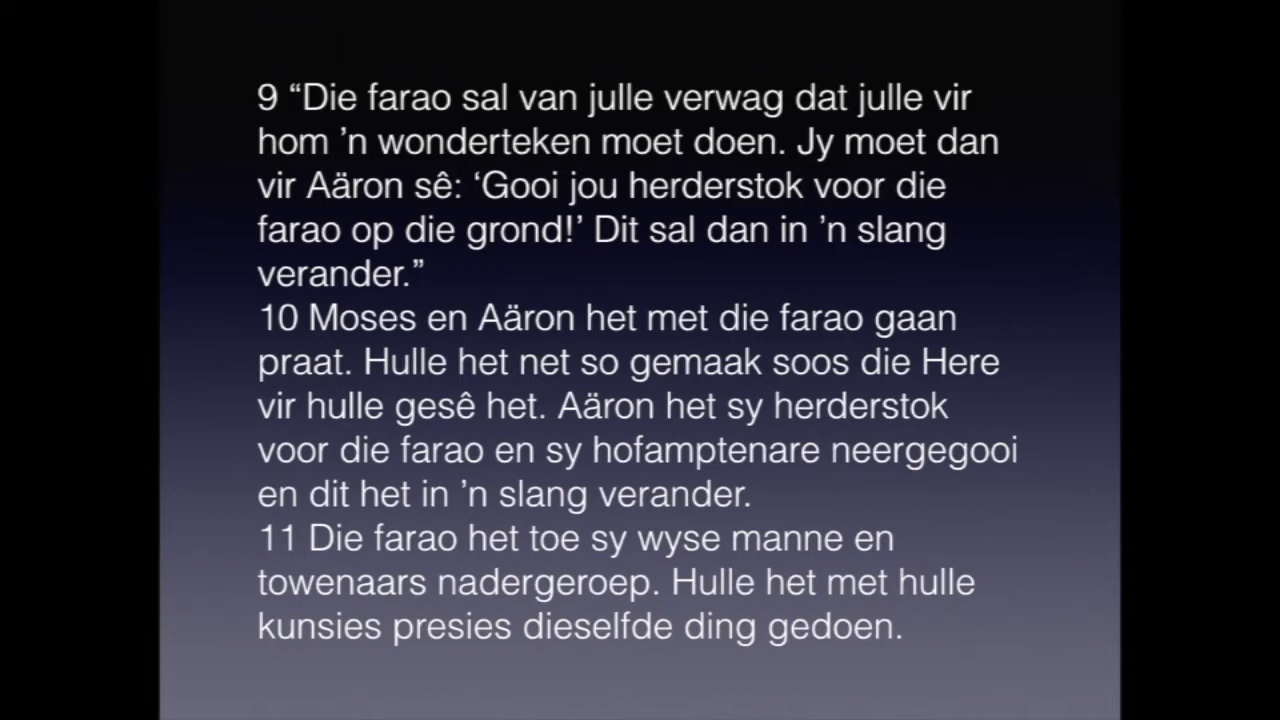 9 “Die farao sal van julle verwag dat julle vir
hom ’n wonderteken moet doen. Jy moet dan
vir Aäron sê: ‘Gooi jou herderstok voor die
farao op die grond!’ Dit sal dan in ’n slang
verander.”
10 Moses en Aäron het met die farao gaan
praat. Hulle het net so gemaak soos die Here
vir hulle gesê het. Aäron het sy herderstok
voor die farao en sy hofamptenare neergegooi
en dit het in ’n slang verander.
11 Die farao het toe sy wyse manne en
towenaars nadergeroep. Hulle het met hulle
kunsies presies dieselfde ding gedoen.